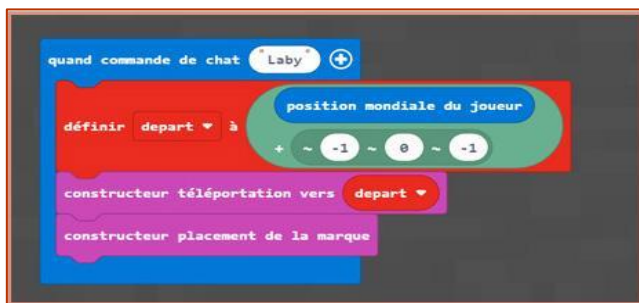 quand commande de chat "Laby"
position mondiale du joueur
définir depart à
+ ~ -1 ~ 0 ~ -1
constructeur téléportation vers depart
constructeur placement de la marque